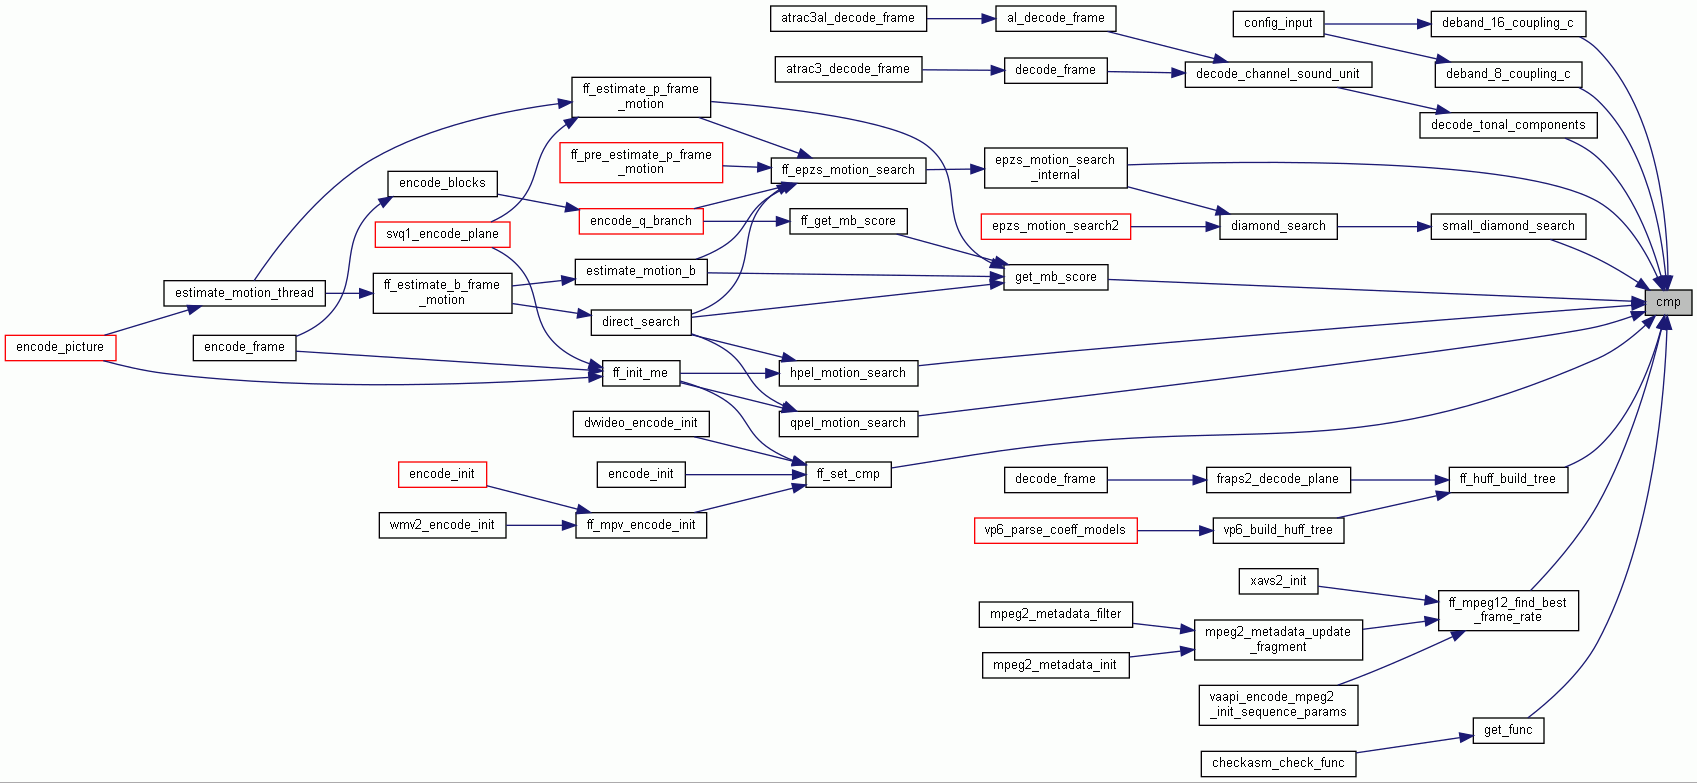 atrac3al_decode_frame
al_decode_frame
config_input
deband_16_coupling_c
atrac3_decode_frame
decode_frame
decode_channel_sound_unit
deband_8_coupling_c
ff_estimate_p_frame
_motion
decode_tonal_components
ff_pre_estimate_p_frame
_motion
ff_epzs_motion_search
epzs_motion_search
_internal
encode_blocks
encode_q_branch
ff_get_mb_score
svq1_encode_plane
epzs_motion_search2
diamond_search
small_diamond_search
estimate_motion_b
get_mb_score
estimate_motion_thread
ff_estimate_b_frame
_motion
cmp
direct_search
encode_picture
encode_frame
ff_init_me
hpel_motion_search
dvvideo_encode_init
qpel_motion_search
encode_init
encode_init
ff_set_cmp
decode_frame
fraps2_decode_plane
ff_huff_build_tree
wmv2_encode_init
ff_mpv_encode_init
vp6_parse_coeff_models
vp6_build_huff_tree
xavs2_init
ff_mpeg12_find_best
_frame_rate
mpeg2_metadata_filter
mpeg2_metadata_update
_fragment
mpeg2_metadata_init
vaapi_encode_mpeg2
_init_sequence_params
get_func
checkasm_check_func